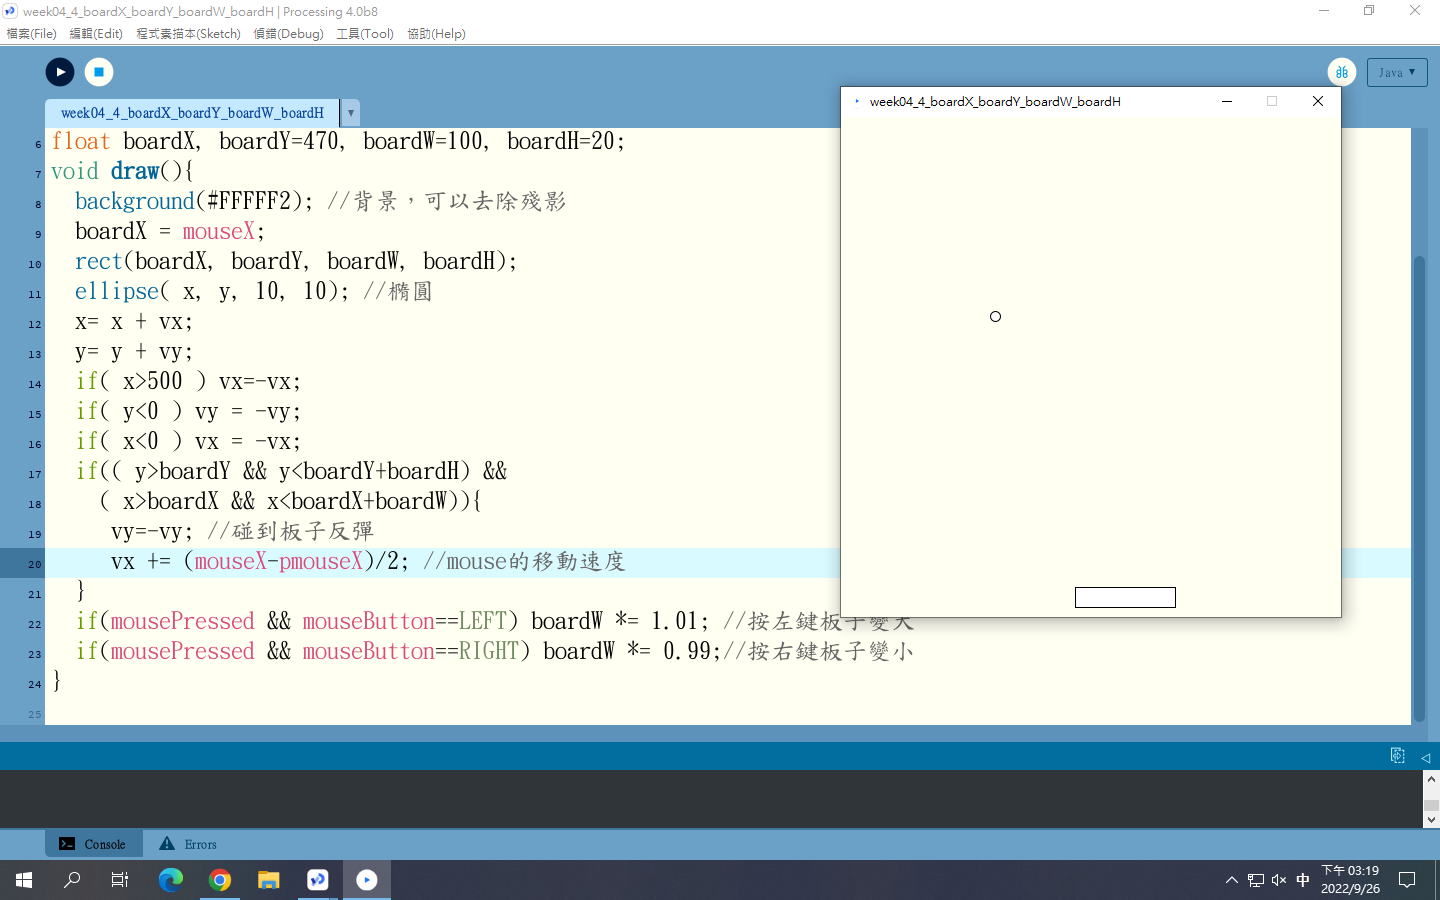 week04_4_boardX_boardY_boardW_boardH | Processing 4.0b8
檔案(File) 編輯(Edit) 程式素描本(Sketch) 偵錯(Debug) 工具(Tool) 協助(Help)
Java ▼
week04_4_boardX_boardY_boardW_boardH ▼
week04_4_boardX_boardY_boardW_boardH
6 float boardX, boardY=470, boardW=100, boardH=20;
7 void draw(){
8 background(#FFFFF2); //背景，可以去除殘影
9 boardX = mouseX;
10 rect(boardX, boardY, boardW, boardH);
11 ellipse( x, y, 10, 10); //橢圓
12 x= x + vx;
13 y= y + vy;
14 if( x>500 ) vx=-vx;
15 if( y<0 ) vy = -vy;
16 if( x<0 ) vx = -vx;
17 if(( y>boardY && y<boardY+boardH) &&
18 ( x>boardX && x<boardX+boardW)){
19 vy=-vy; //碰到板子反彈
20 vx += (mouseX-pmouseX)/2; //mouse的移動速度
21 }
22 if(mousePressed && mouseButton==LEFT) boardW *= 1.01; //按左鍵板子變大
23 if(mousePressed && mouseButton==RIGHT) boardW *= 0.99;//按右鍵板子變小
24 }
25
Console Errors
中 下午 03:19
2022/9/26